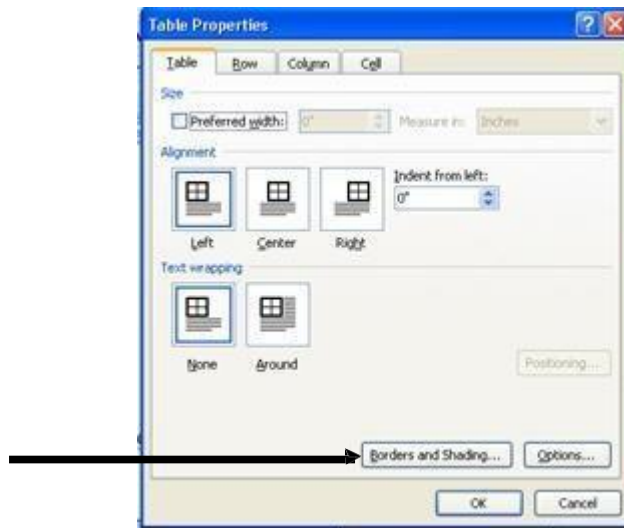 Table Properties
Table Row Column Cell
Size
Preferred width: 0" Measure in: Inches
Alignment
Indent from left:
0"
Left Center Right
Text wrapping
None Around
Positioning...
Borders and Shading... Options...
OK Cancel